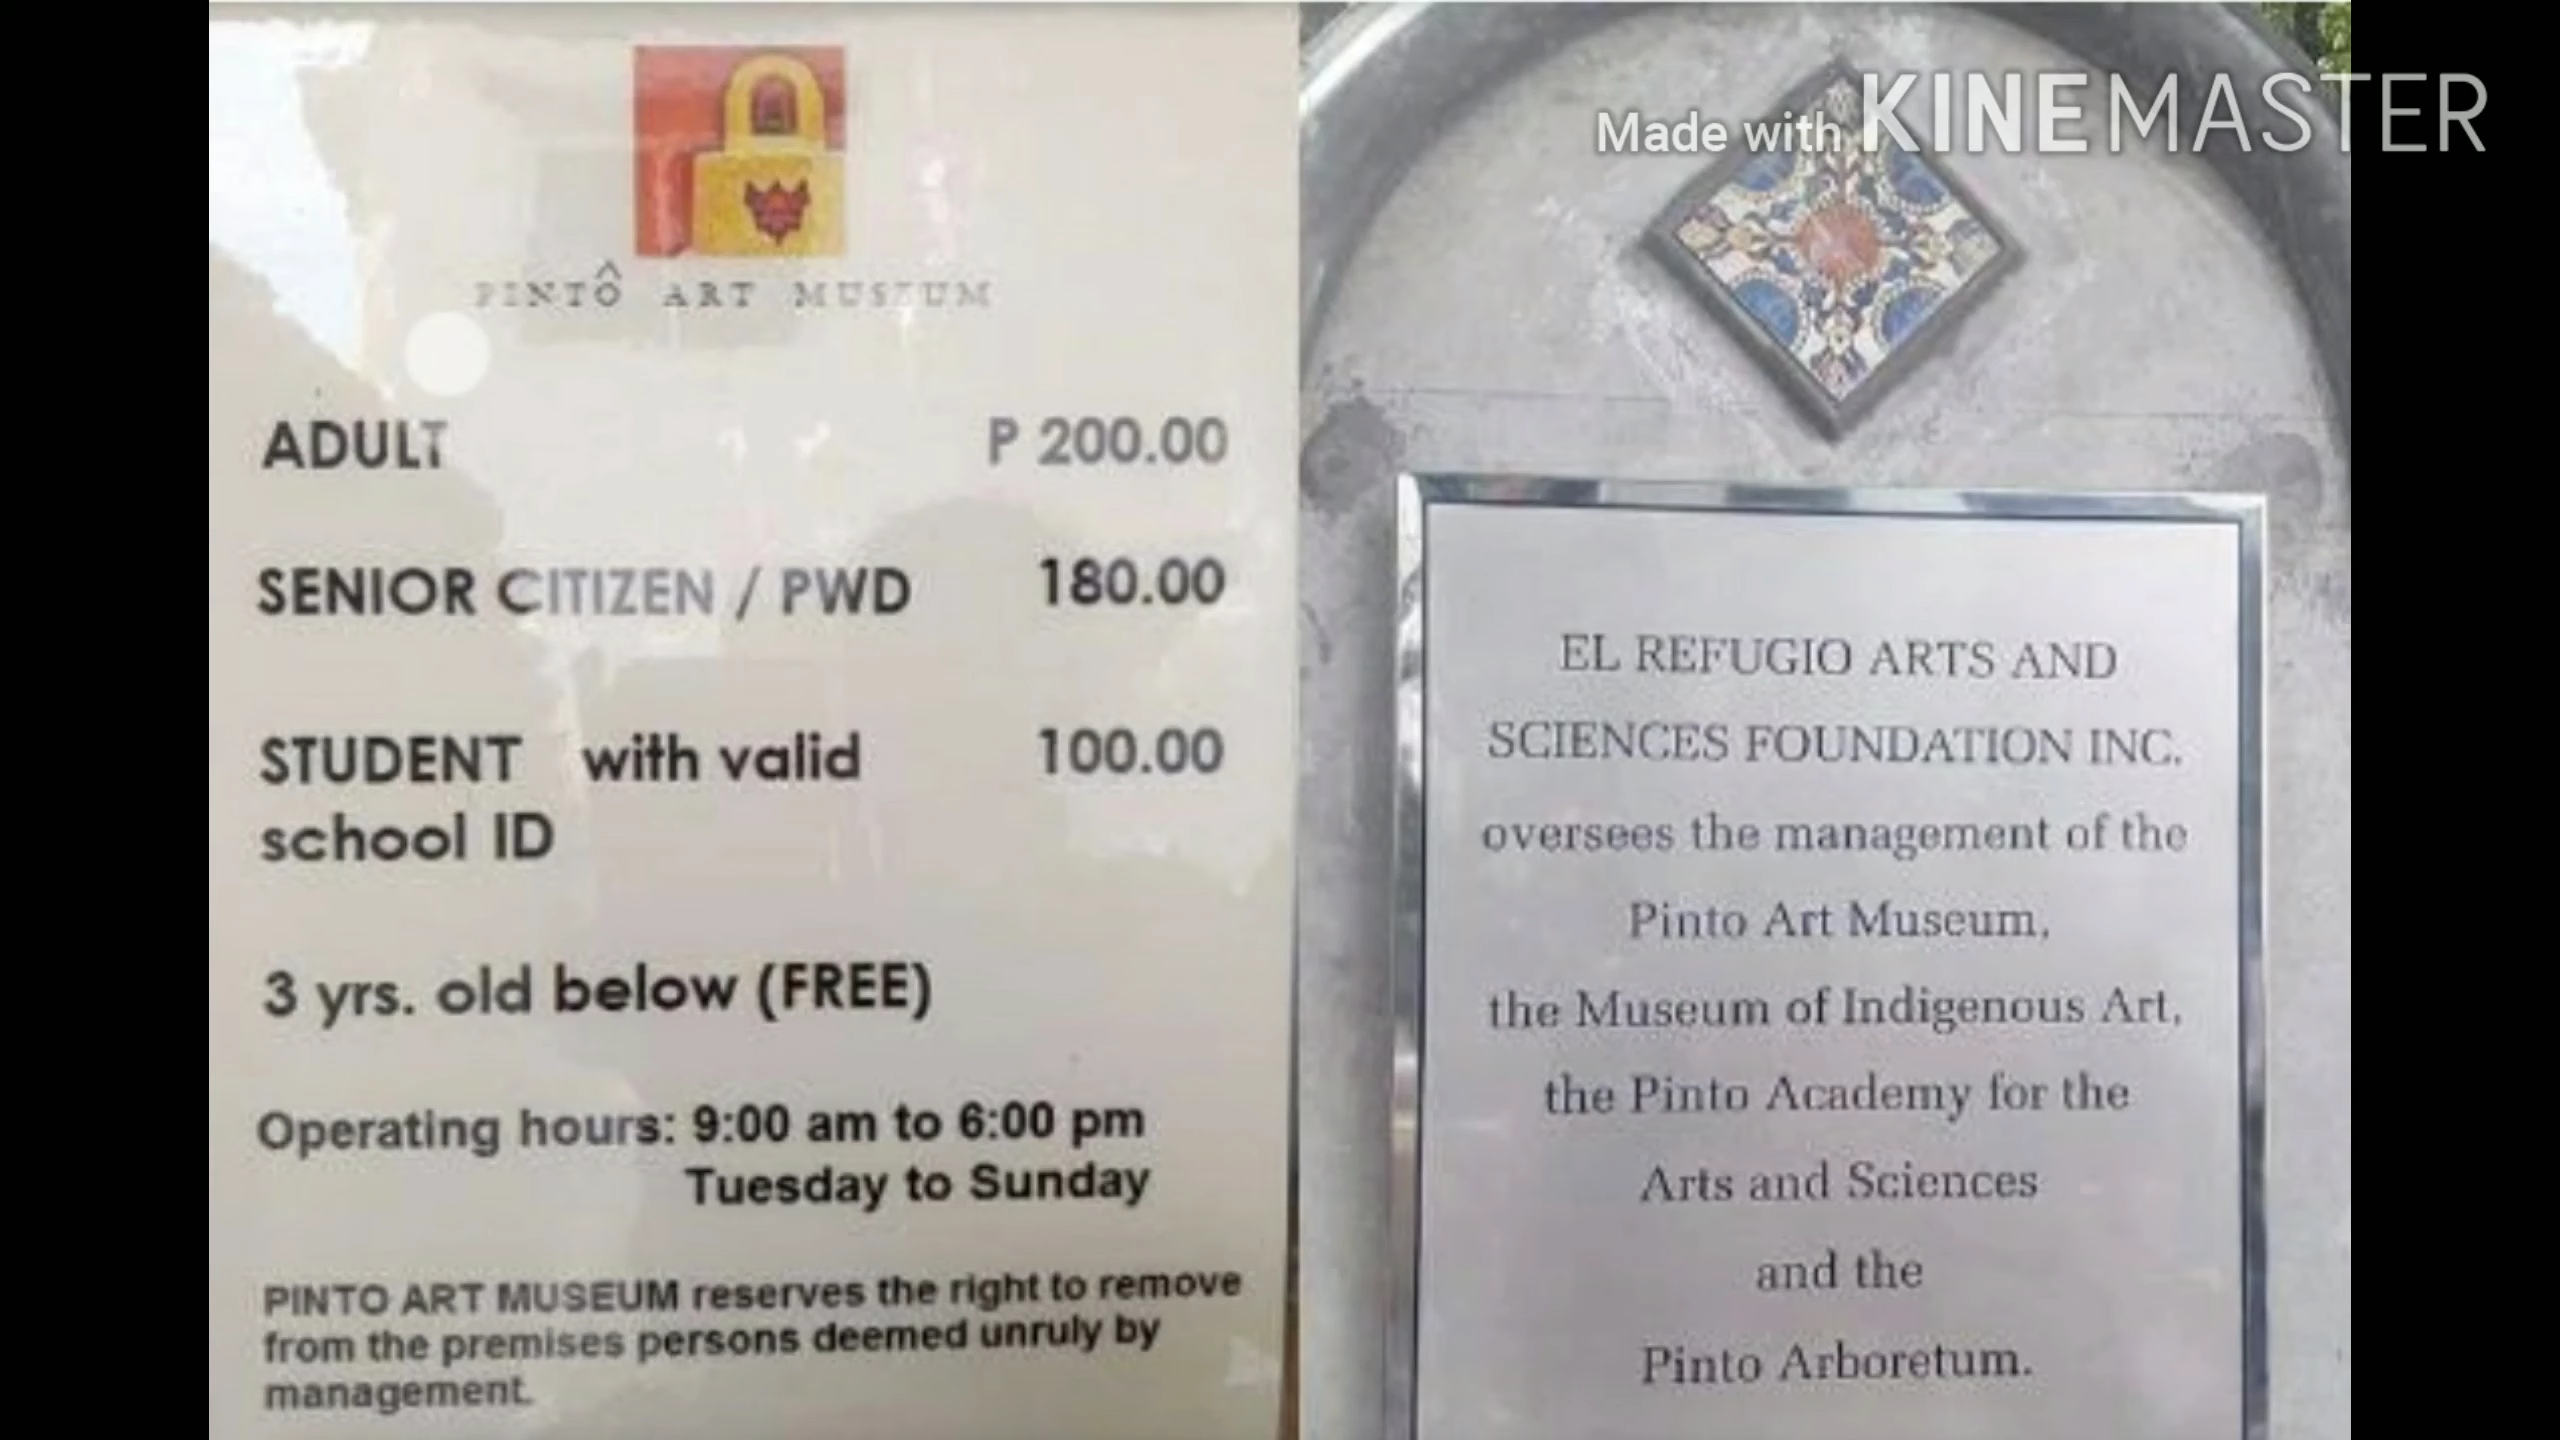 PINTÔ ART MUSEUM
ADULT P 200.00
SENIOR CITIZEN / PWD 180.00
STUDENT with valid 100.00
school ID
3 yrs. old below (FREE)
Operating hours: 9:00 am to 6:00 pm
Tuesday to Sunday
PINTO ART MUSEUM reserves the right to remove
from the premises persons deemed unruly by
management.
Made with KINEMASTER
EL REFUGIO ARTS AND
SCIENCES FOUNDATION INC.
oversees the management of the
Pinto Art Museum,
the Museum of Indigenous Art,
the Pinto Academy for the
Arts and Sciences
and the
Pinto Arboretum.